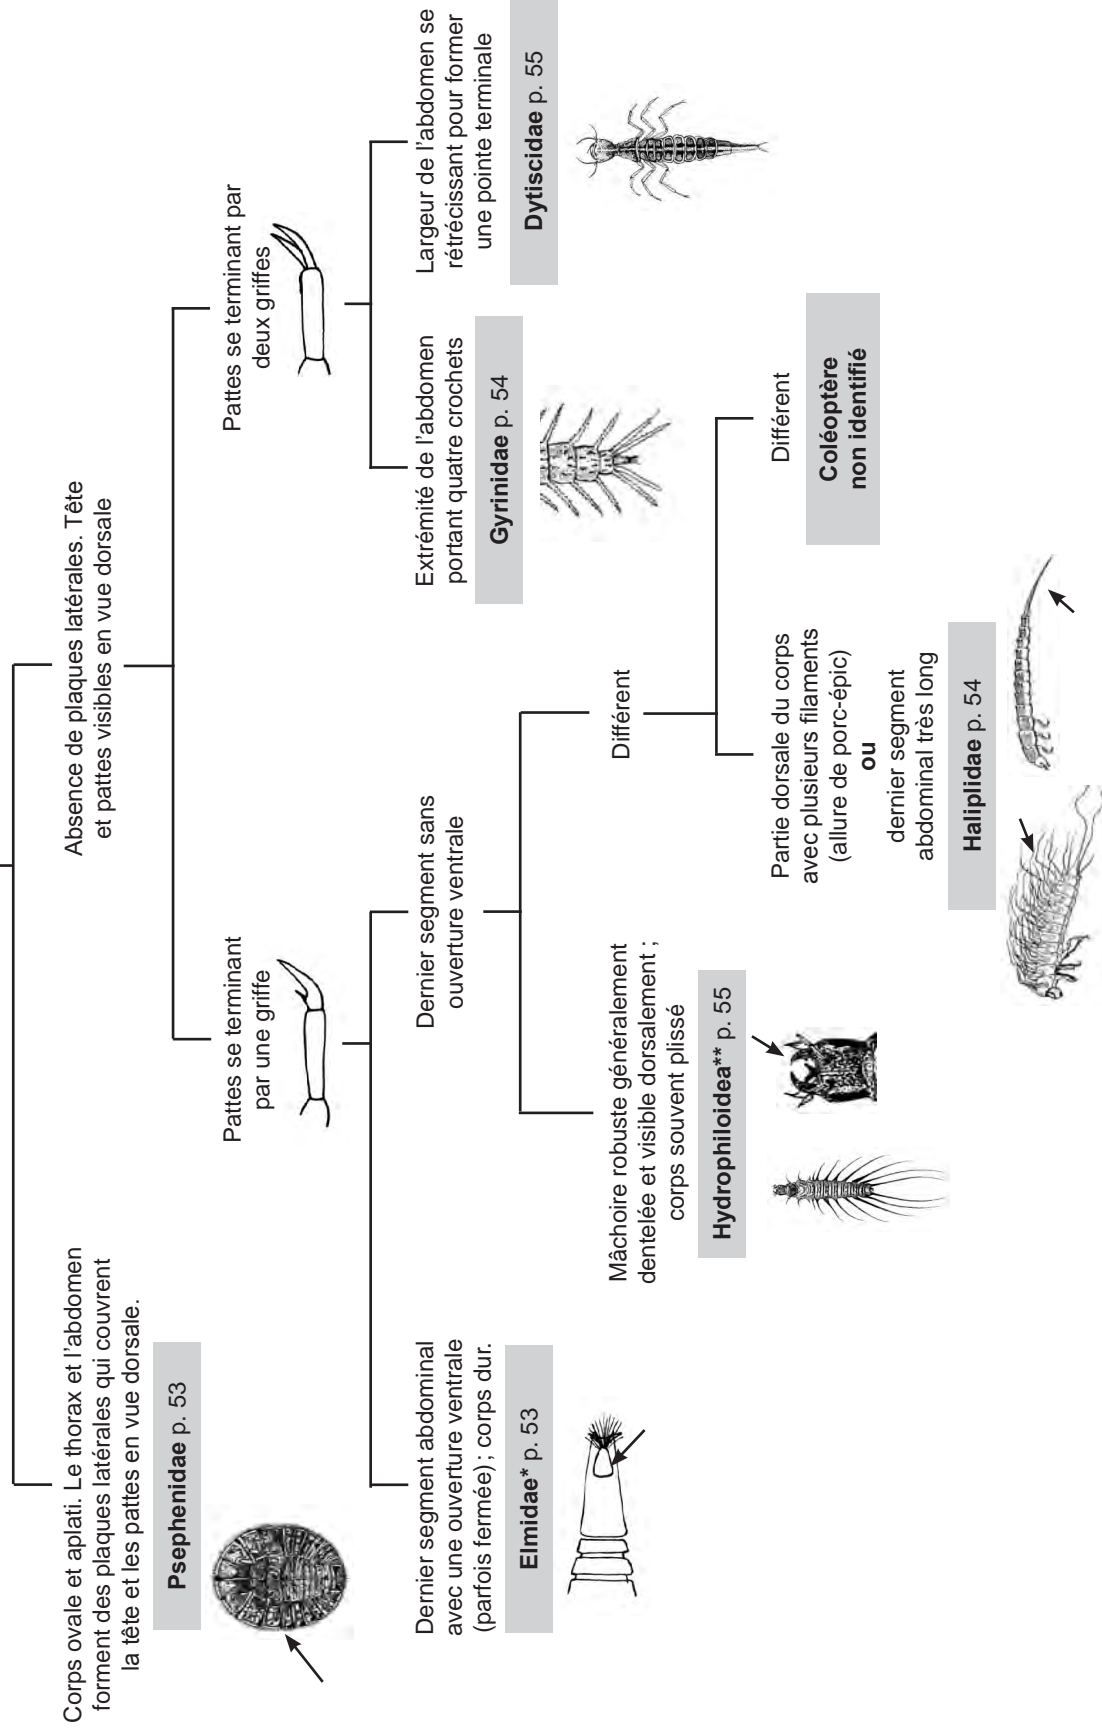 Corps ovale et aplati. Le thorax et l'abdomen
forment des plaques latérales qui couvrent
la tête et les pattes en vue dorsale.
Psephenidae p. 53
Absence de plaques latérales. Tête
et pattes visibles en vue dorsale
Pattes se terminant
par une griffe
Pattes se terminant par
deux griffes
Dernier segment abdominal
avec une ouverture ventrale
(parfois fermée) ; corps dur.
Elmidae* p. 53
Dernier segment sans
ouverture ventrale
Extrémité de l'abdomen
portant quatre crochets
Gyrinidae p. 54
Largeur de l'abdomen se
rétrécissant pour former
une pointe terminale
Dytiscidae p. 55
Mâchoire robuste généralement
dentelée et visible dorsalement ;
corps souvent plissé
Hydrophiloidea** p. 55
Différent
Partie dorsale du corps
avec plusieurs filaments
(allure de porc-épic)
ou
dernier segment
abdominal très long
Haliplidae p. 54
Différent
Coléoptère
non identifié